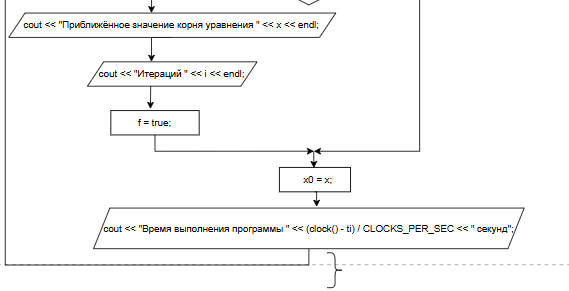 cout << "Приближённое значение корня уравнения " << x << endl;
cout << "Итераций " << i << endl;
f = true;
x0 = x;
cout << "Время выполнения программы " << (clock() - ti) / CLOCKS_PER_SEC << " секунд";